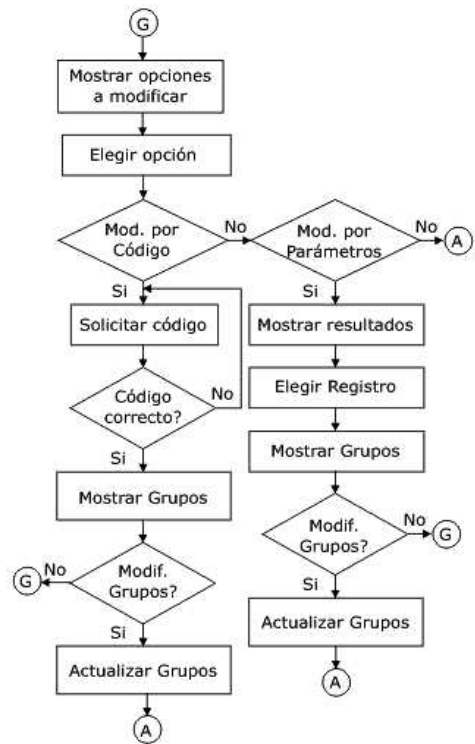 G
Mostrar opciones
a modificar
Elegir opción
Mod. por
Código
No
Mod. por
Parámetros
No
A
Si
Solicitar código
Código
correcto?
No
Si
Mostrar Grupos
Modif.
Grupos?
No
G
Si
Actualizar Grupos
A
Si
Mostrar resultados
Elegir Registro
Mostrar Grupos
Modif.
Grupos?
No
G
Si
Actualizar Grupos
A